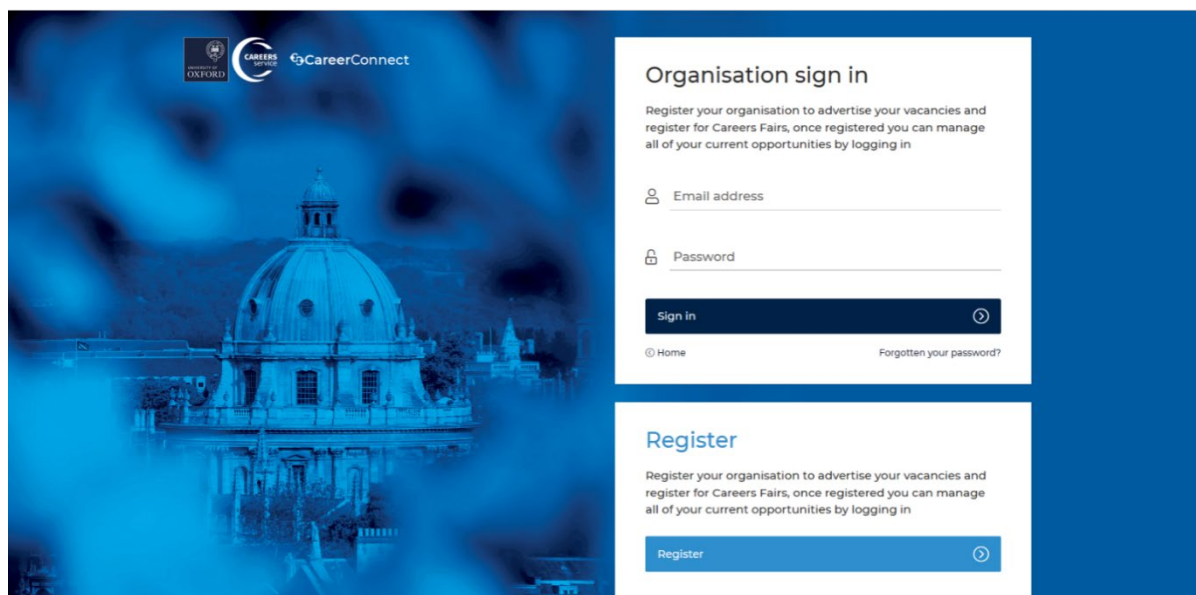 UNIVERSITY OF
OXFORD
CAREERS
service
CareerConnect
Organisation sign in
Register your organisation to advertise your vacancies and
register for Careers Fairs, once registered you can manage
all of your current opportunities by logging in
Email address
Password
Sign in
Home
Forgotten your password?
Register
Register your organisation to advertise your vacancies and
register for Careers Fairs, once registered you can manage
all of your current opportunities by logging in
Register